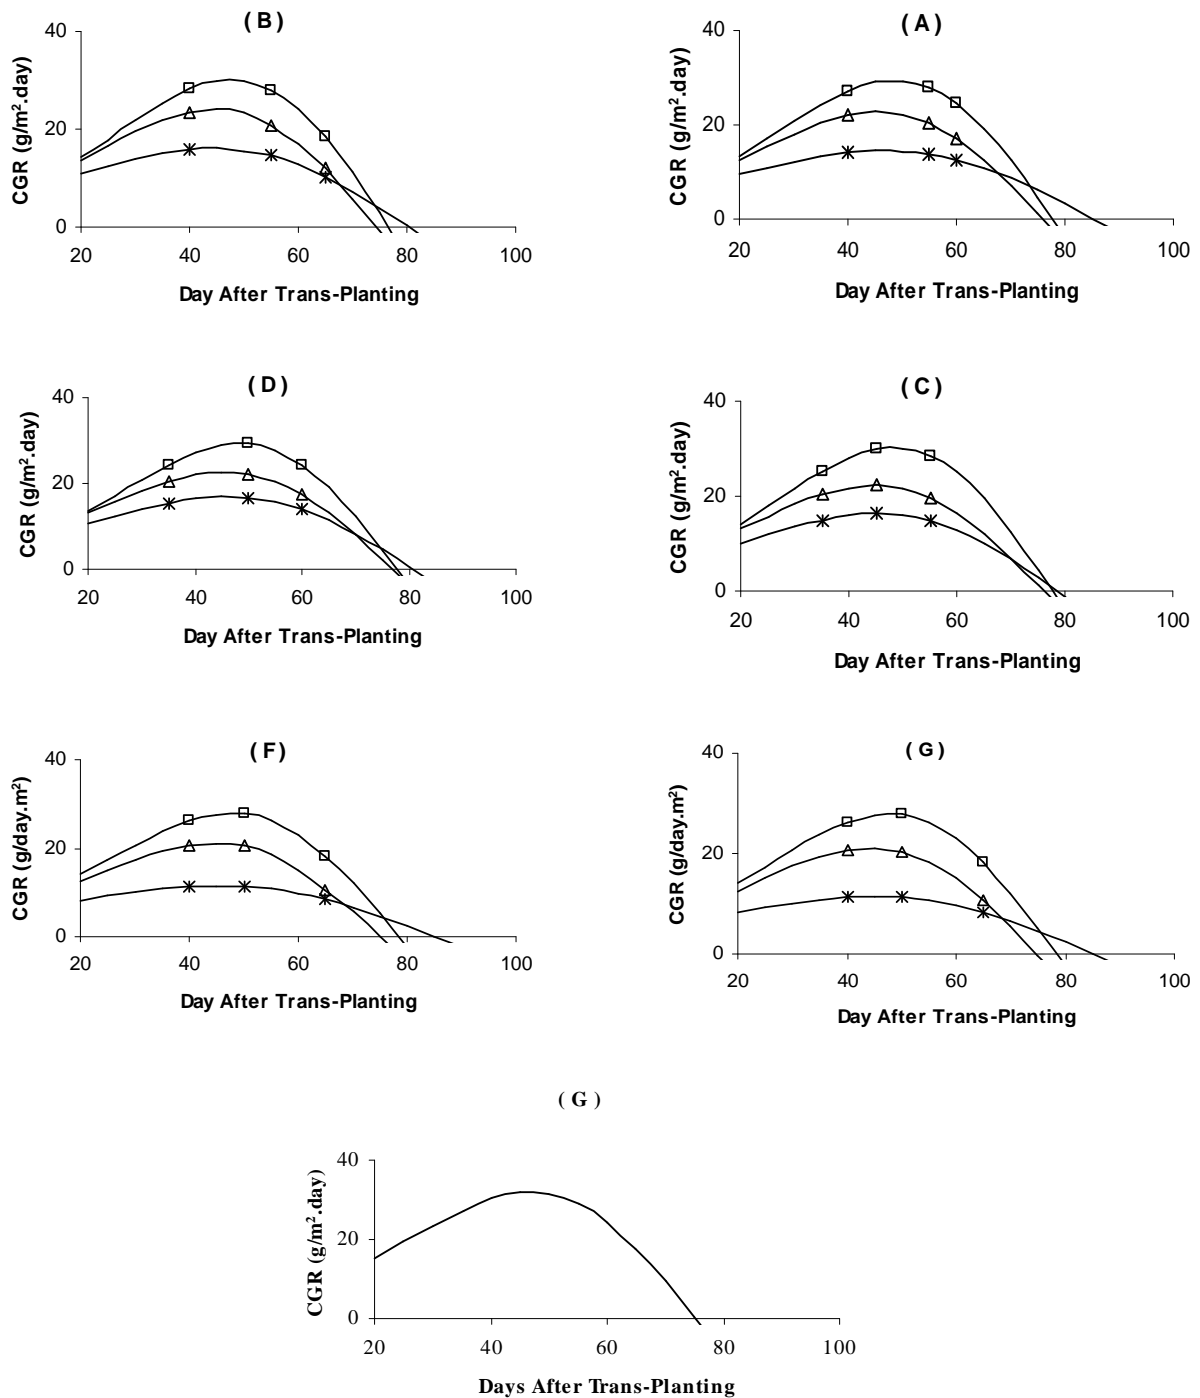 ( B )
40
20
0
CGR (g/m².day)
20 40 60 80 100
Day After Trans-Planting
( A )
40
20
0
CGR (g/m².day)
20 40 60 80 100
Day After Trans-Planting
( D )
40
20
0
CGR (g/m².day)
20 40 60 80 100
Day After Trans-Planting
( C )
40
20
0
CGR (g/m².day)
20 40 60 80 100
Day After Trans-Planting
( F )
40
20
0
CGR (g/day.m²)
20 40 60 80 100
Day After Trans-Planting
( G )
40
20
0
CGR (g/day.m²)
20 40 60 80 100
Day After Trans-Planting
( G )
40
20
0
CGR (g/m².day)
20 40 60 80 100
Days After Trans-Planting